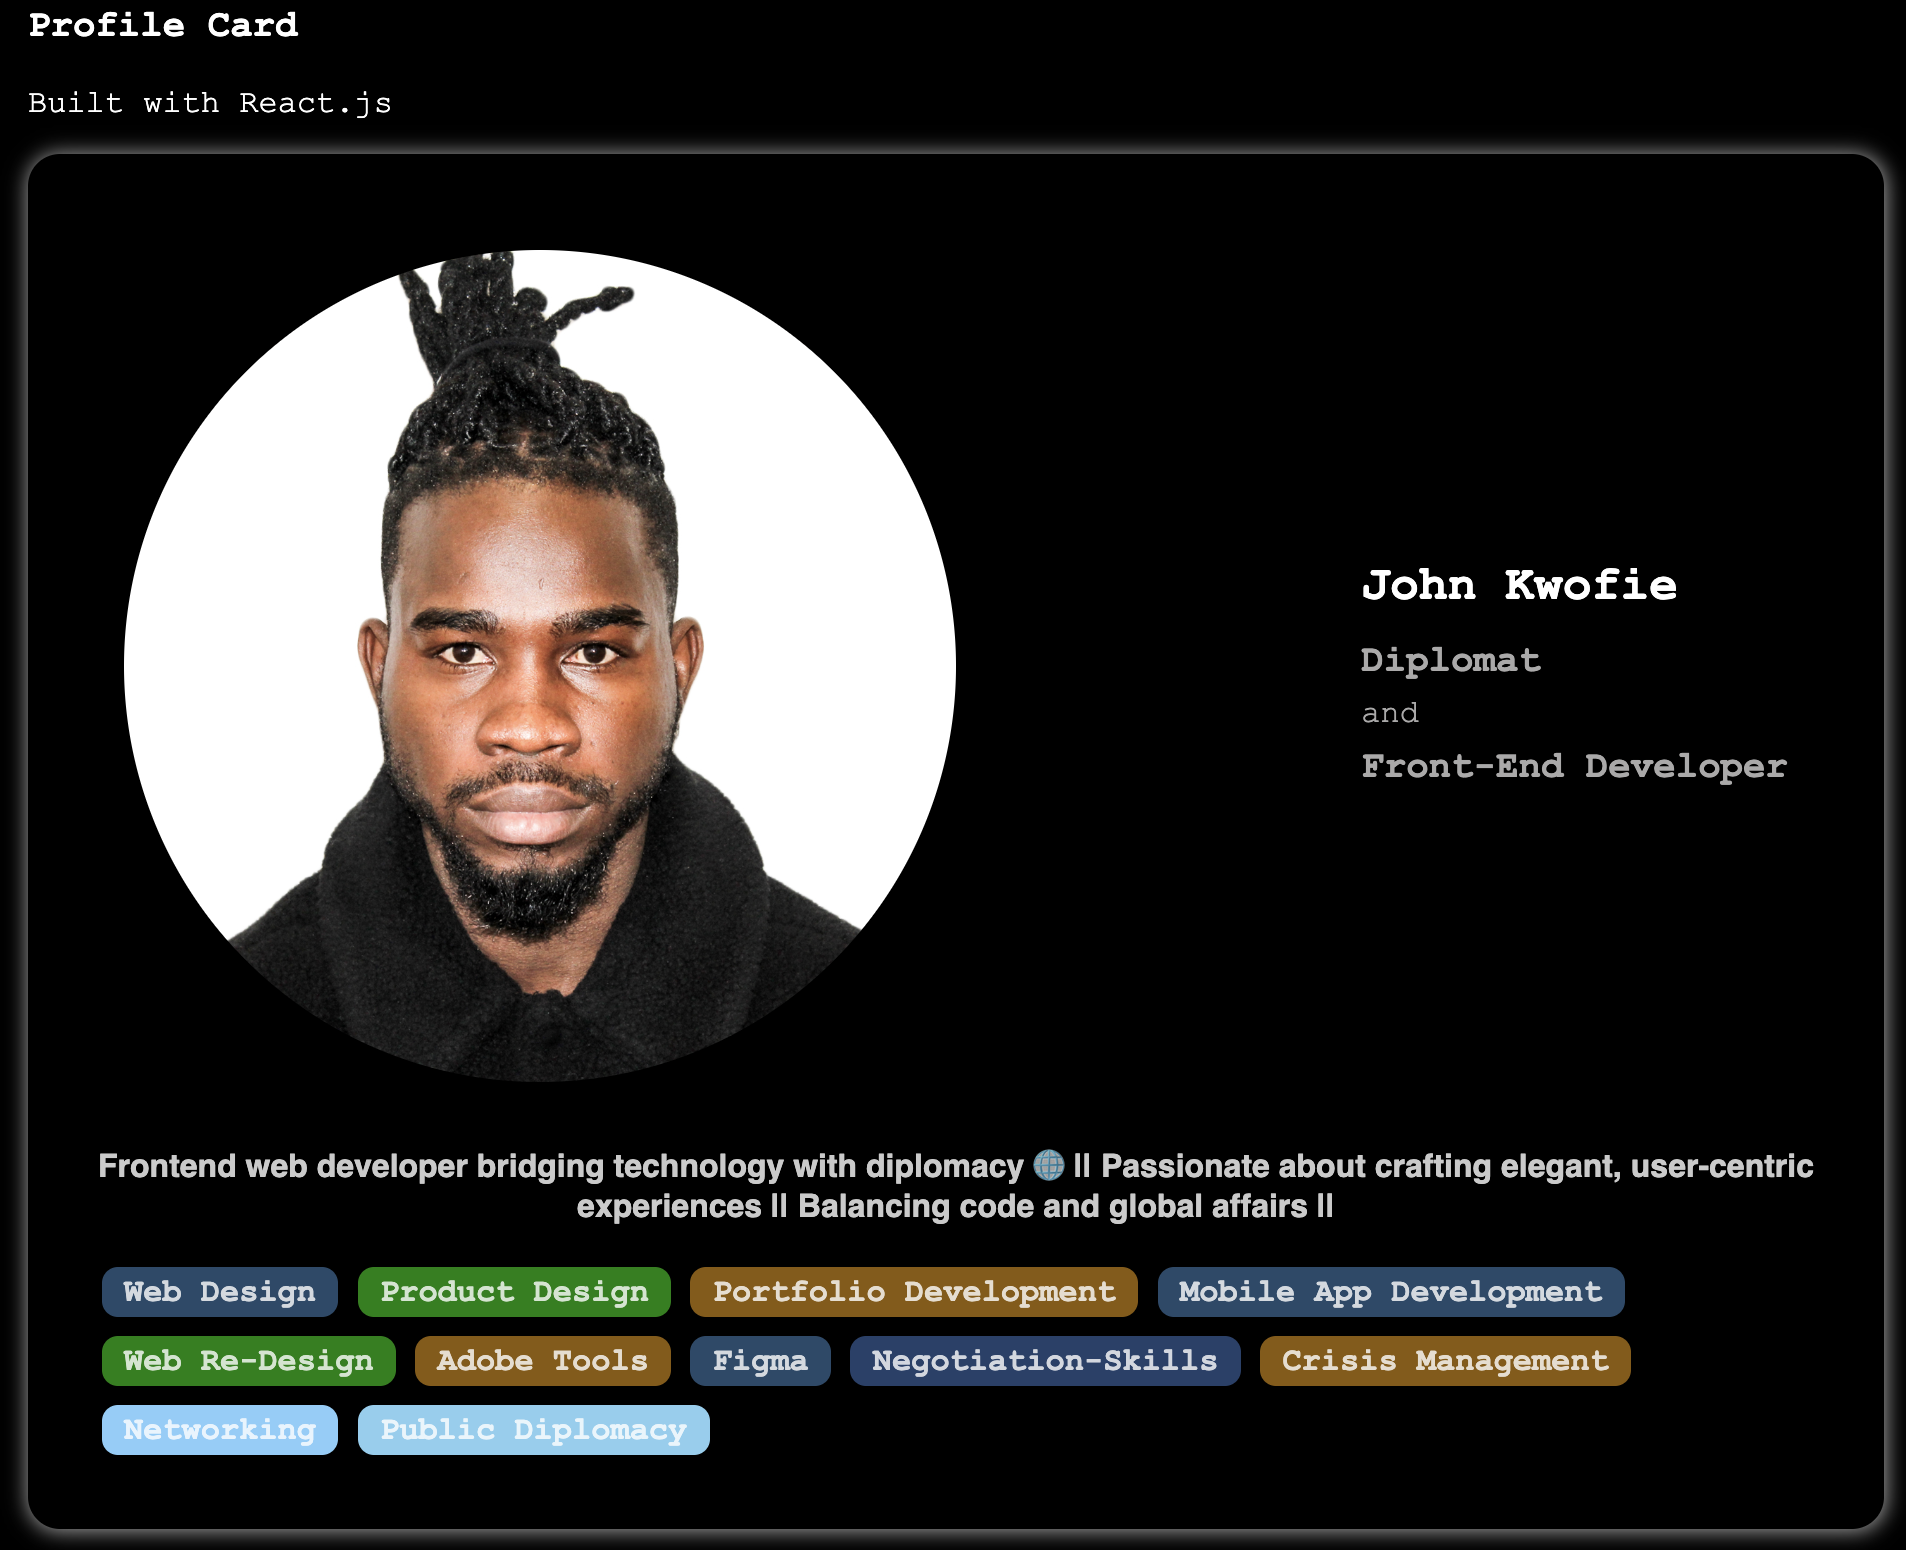 Profile Card
Built with React.js
John Kwofie
Diplomat
and
Front-End Developer
Frontend web developer bridging technology with diplomacy 🌐 || Passionate about crafting elegant, user-centric
experiences || Balancing code and global affairs ||
Web Design Product Design Portfolio Development Mobile App Development
Web Re-Design Adobe Tools Figma Negotiation-Skills Crisis Management
Networking Public Diplomacy